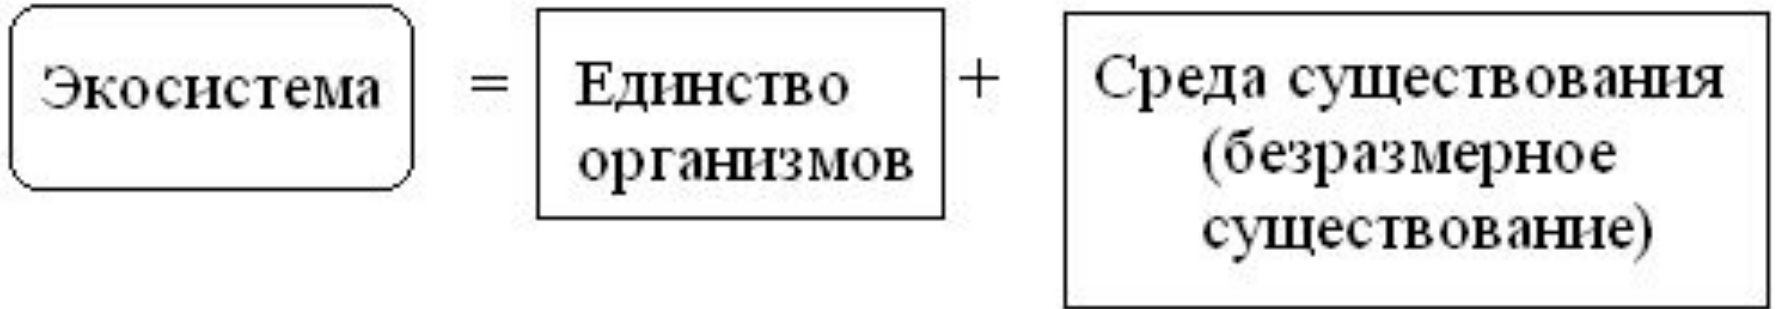 Экосистема
=
Единство
организмов
+
Среда существования
(безразмерное
существование)